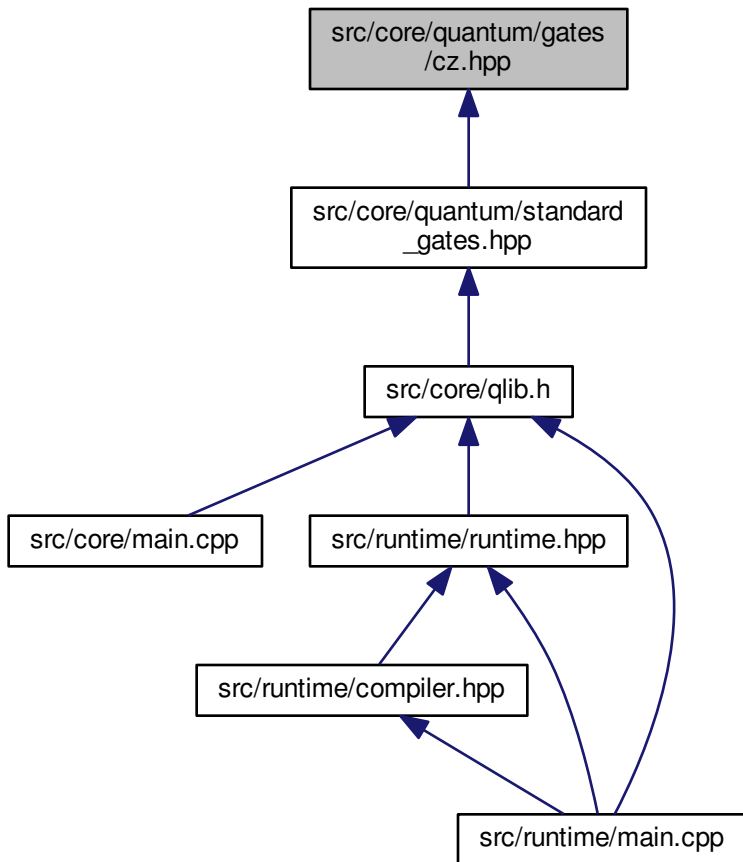 src/core/quantum/gates
/cz.hpp
src/core/quantum/standard
_gates.hpp
src/core/qlib.h
src/core/main.cpp
src/runtime/runtime.hpp
src/runtime/compiler.hpp
src/runtime/main.cpp